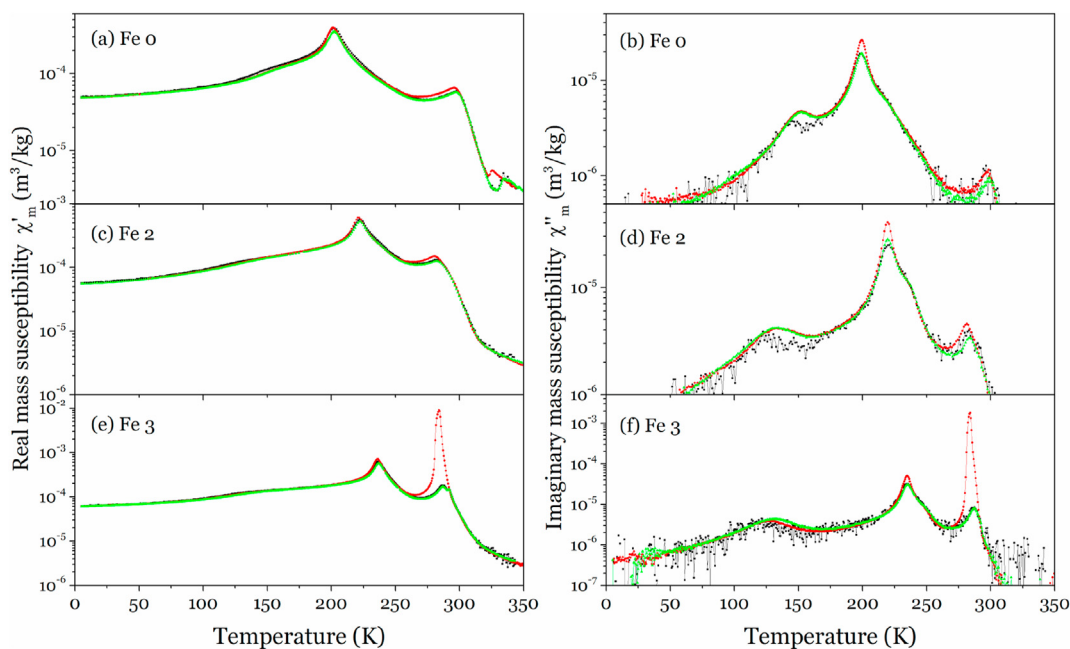 (a) Fe 0
(b) Fe 0
(c) Fe 2
(d) Fe 2
(e) Fe 3
(f) Fe 3
Real mass susceptibility χ'm (m³/kg)
Imaginary mass susceptibility χ''m (m³/kg)
10⁻⁴
10⁻⁵
10⁻³
10⁻⁴
10⁻⁵
10⁻⁶
10⁻²
10⁻³
10⁻⁴
10⁻⁵
10⁻⁶
10⁻⁵
10⁻⁶
10⁻⁵
10⁻⁶
10⁻²
10⁻³
10⁻⁴
10⁻⁵
10⁻⁶
10⁻⁷
0 50 100 150 200 250 300 350
0 50 100 150 200 250 300 350
Temperature (K)
Temperature (K)